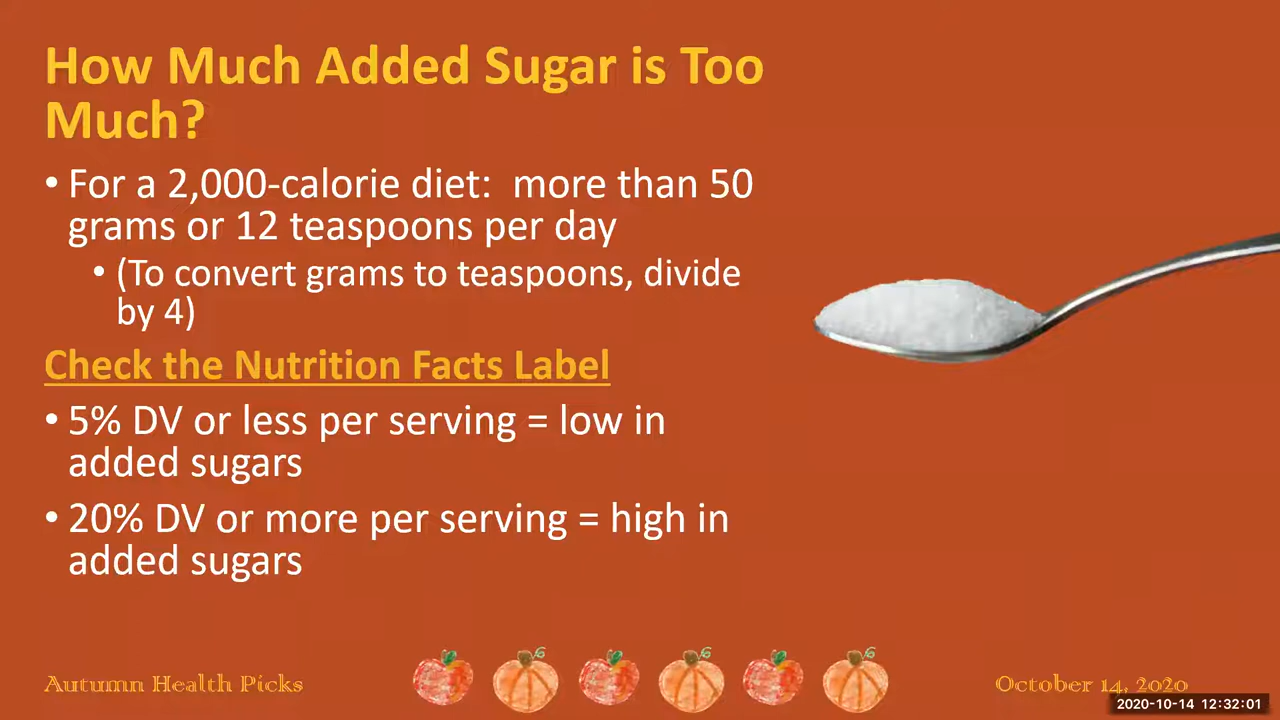 How Much Added Sugar is Too
Much?
• For a 2,000-calorie diet:  more than 50
grams or 12 teaspoons per day
• (To convert grams to teaspoons, divide
by 4)
Check the Nutrition Facts Label
• 5% DV or less per serving = low in
added sugars
• 20% DV or more per serving = high in
added sugars
Autumn Health Picks
October 14, 2020
2020-10-14 12:32:01